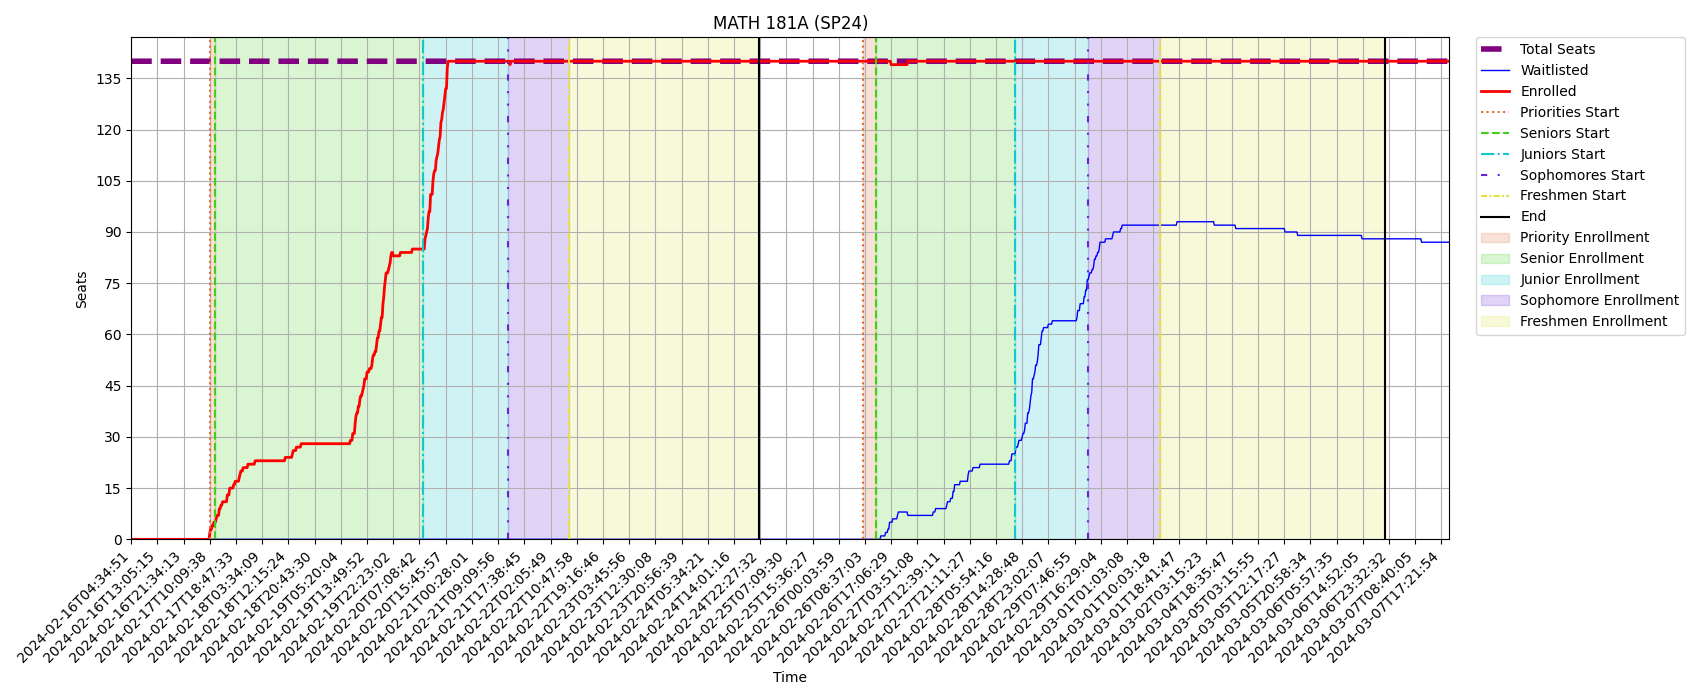 MATH 181A (SP24)
Seats
135
120
105
90
75
60
45
30
15
0
2024-02-16T04:34:51
2024-02-16T13:05:15
2024-02-16T21:34:13
2024-02-17T10:09:38
2024-02-17T18:47:33
2024-02-18T03:34:09
2024-02-18T12:15:24
2024-02-18T20:43:30
2024-02-19T05:20:04
2024-02-19T13:49:52
2024-02-19T22:23:02
2024-02-20T07:08:42
2024-02-20T15:45:57
2024-02-21T00:28:01
2024-02-21T09:09:56
2024-02-21T17:38:45
2024-02-22T02:05:49
2024-02-22T10:47:58
2024-02-22T19:16:46
2024-02-23T03:45:56
2024-02-23T12:30:08
2024-02-23T20:56:39
2024-02-24T05:34:21
2024-02-24T14:01:16
2024-02-24T22:27:32
2024-02-25T07:09:30
2024-02-25T15:36:27
2024-02-26T00:03:59
2024-02-26T08:37:03
2024-02-26T17:06:29
2024-02-27T03:51:08
2024-02-27T12:39:11
2024-02-27T21:11:27
2024-02-28T05:54:16
2024-02-28T14:28:48
2024-02-28T23:02:07
2024-02-29T07:46:55
2024-02-29T16:29:04
2024-03-01T01:03:08
2024-03-01T10:03:18
2024-03-01T18:41:47
2024-03-02T03:15:23
2024-03-04T18:35:47
2024-03-05T03:15:55
2024-03-05T12:17:27
2024-03-05T20:58:34
2024-03-06T05:57:35
2024-03-06T14:52:05
2024-03-06T23:32:32
2024-03-07T08:40:05
2024-03-07T17:21:54
Time
Total Seats
Waitlisted
Enrolled
Priorities Start
Seniors Start
Juniors Start
Sophomores Start
Freshmen Start
End
Priority Enrollment
Senior Enrollment
Junior Enrollment
Sophomore Enrollment
Freshmen Enrollment